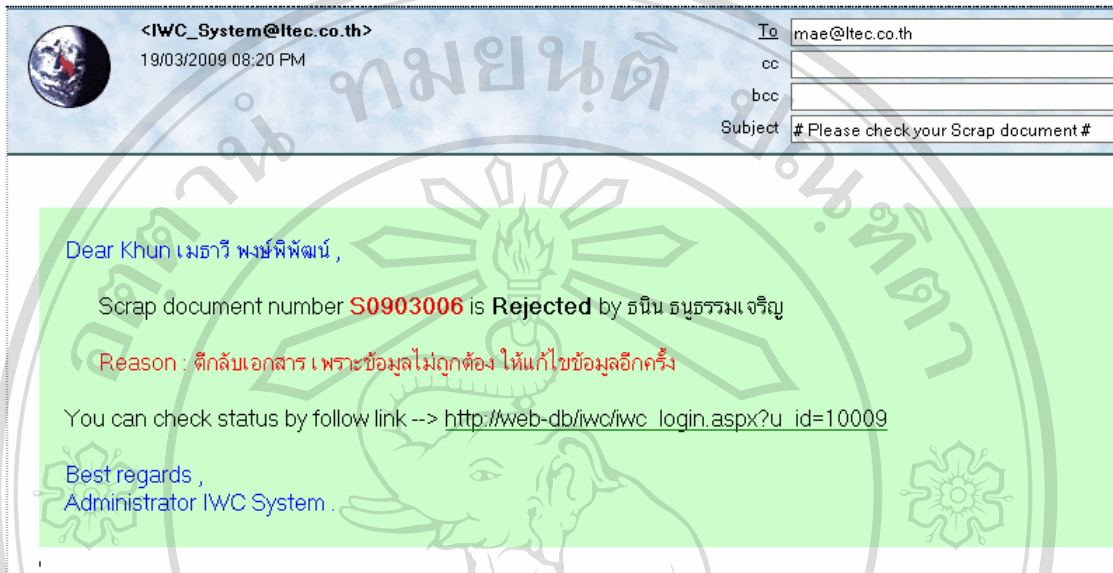 <IWC_System@ltec.co.th>
19/03/2009 08:20 PM
To mae@ltec.co.th
cc
bcc
Subject # Please check your Scrap document #
Dear Khun เมธาวี พงษ์พิพัฒน์ ,
Scrap document number S0903006 is Rejected by ธนิน ธนูธรรมเจริญ
Reason : ตีกลับเอกสาร เพราะข้อมูลไม่ถูกต้อง ให้แก้ไขข้อมูลอีกครั้ง
You can check status by follow link --> http://web-db/iwc/iwc_login.aspx?u_id=10009
Best regards ,
Administrator IWC System .